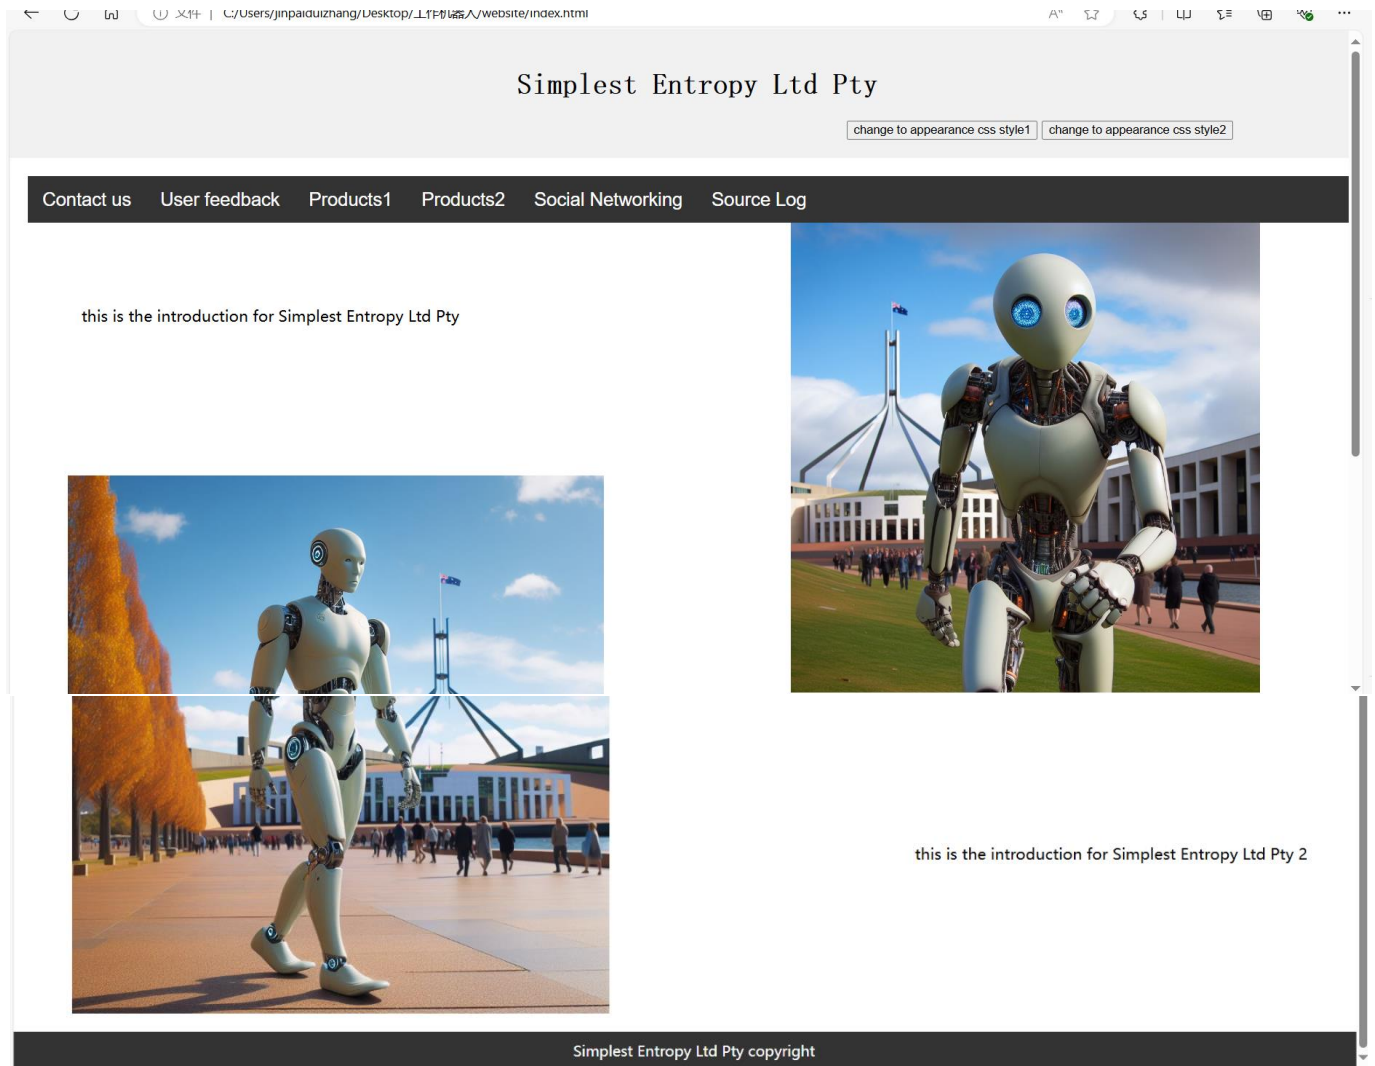 文件 | C:/Users/jinpaiduizhang/Desktop/工作机器人/website/index.html
Simplest Entropy Ltd Pty
change to appearance css style1 change to appearance css style2
Contact us User feedback Products1 Products2 Social Networking Source Log
this is the introduction for Simplest Entropy Ltd Pty
this is the introduction for Simplest Entropy Ltd Pty 2
Simplest Entropy Ltd Pty copyright